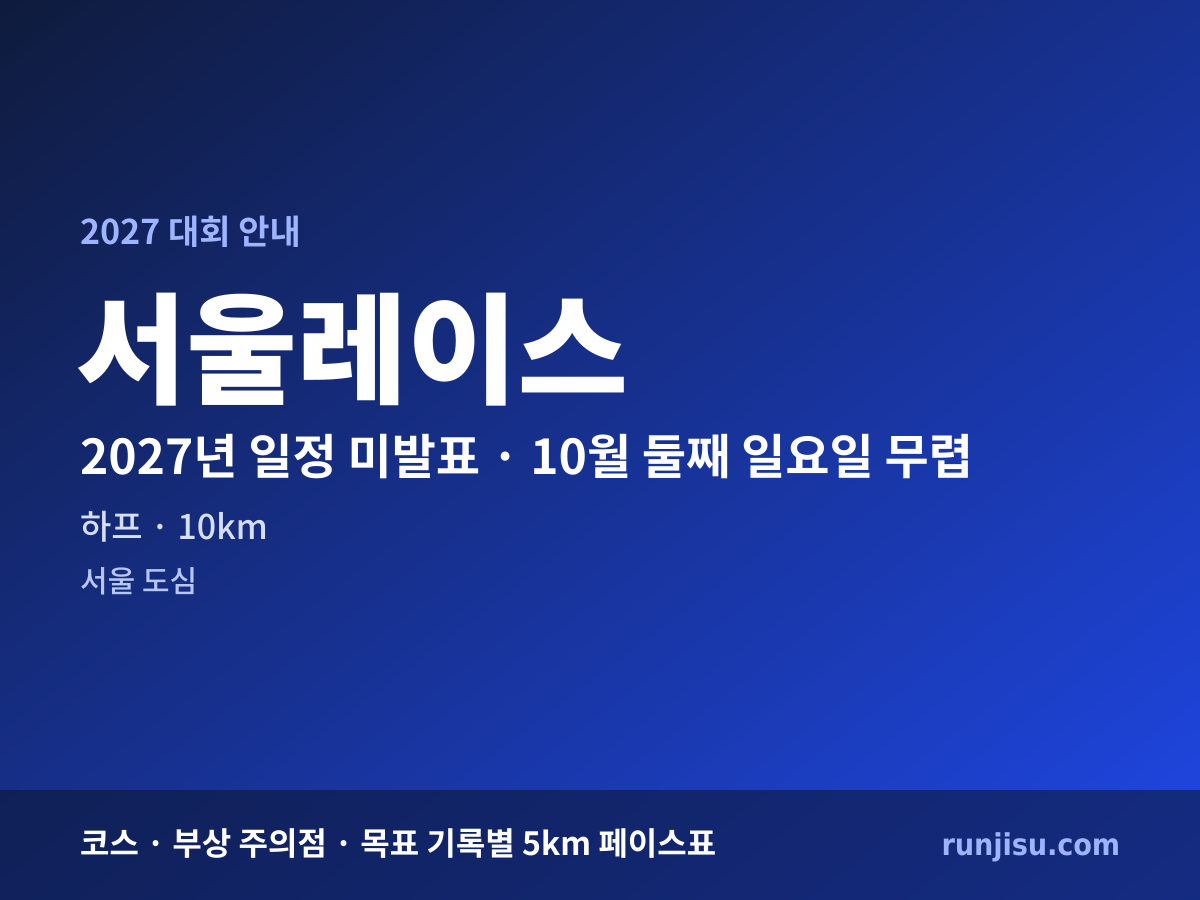 2027 대회 안내
서울레이스
2027년 일정 미발표 · 10월 둘째 일요일 무렵
하프 · 10km
서울 도심
코스 · 부상 주의점 · 목표 기록별 5km 페이스표
runjisu.com